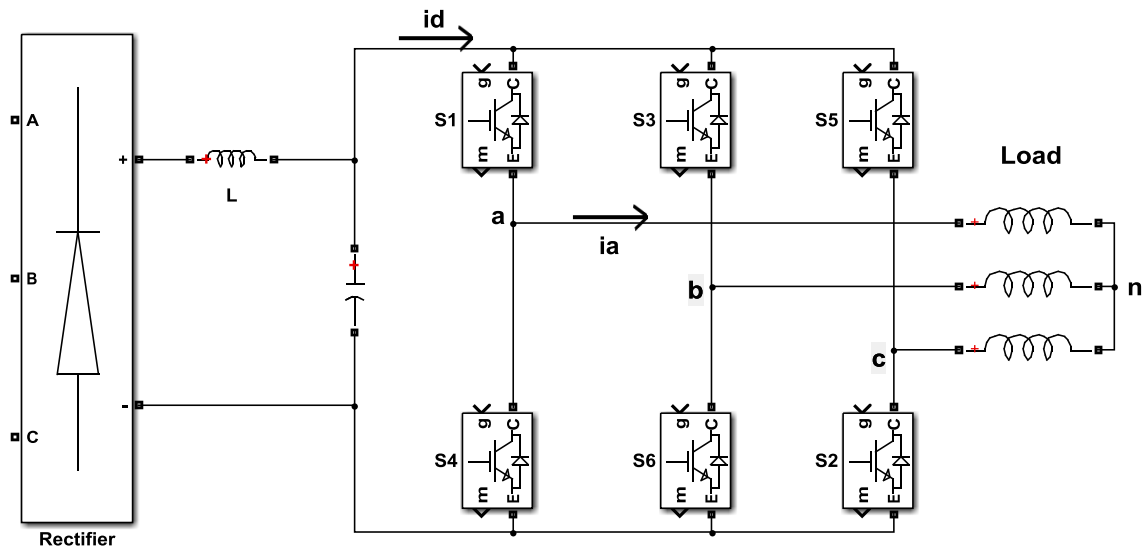 id
g C
S1
m E
g C
S3
m E
g C
S5
m E
A
+
+
L
Load
a
ia
+
+
B
b
+
n
+
c
-
C
g C
S4
m E
g C
S6
m E
g C
S2
m E
Rectifier